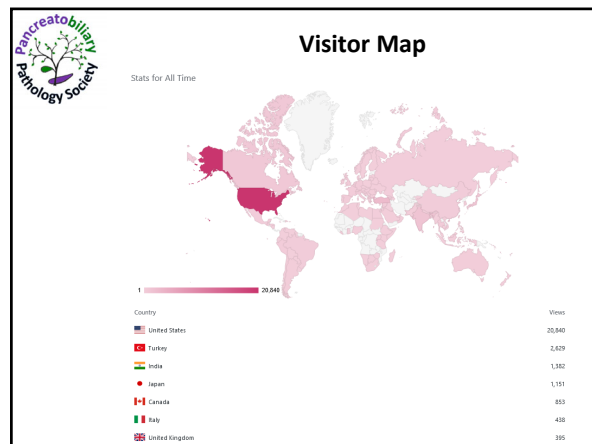 Pancreatobiliary
Pathology Society
Visitor Map
Stats for All Time
1 20,840
Country Views
United States 20,840
Turkey 2,629
India 1,382
Japan 1,151
Canada 853
Italy 438
United Kingdom 395